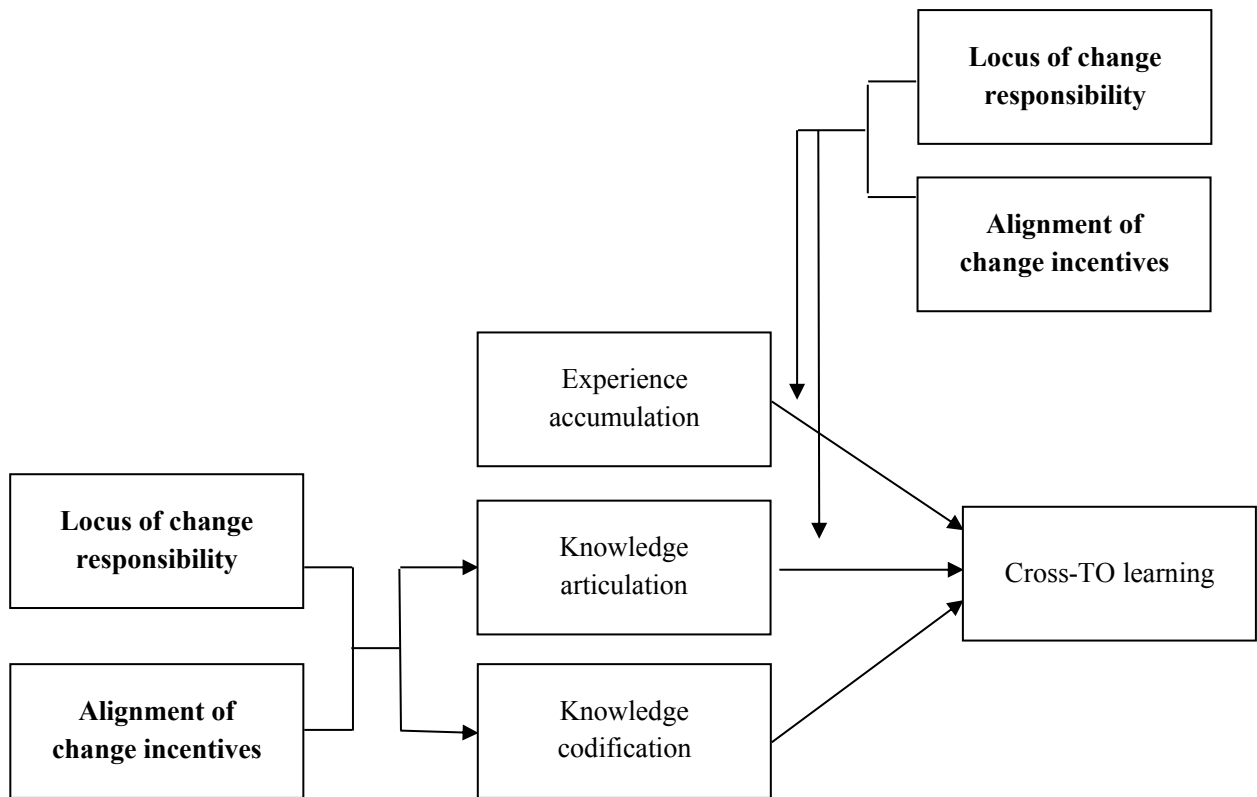 Locus of change
responsibility
Alignment of
change incentives
Experience
accumulation
Locus of change
responsibility
Knowledge
articulation
Cross-TO learning
Alignment of
change incentives
Knowledge
codification